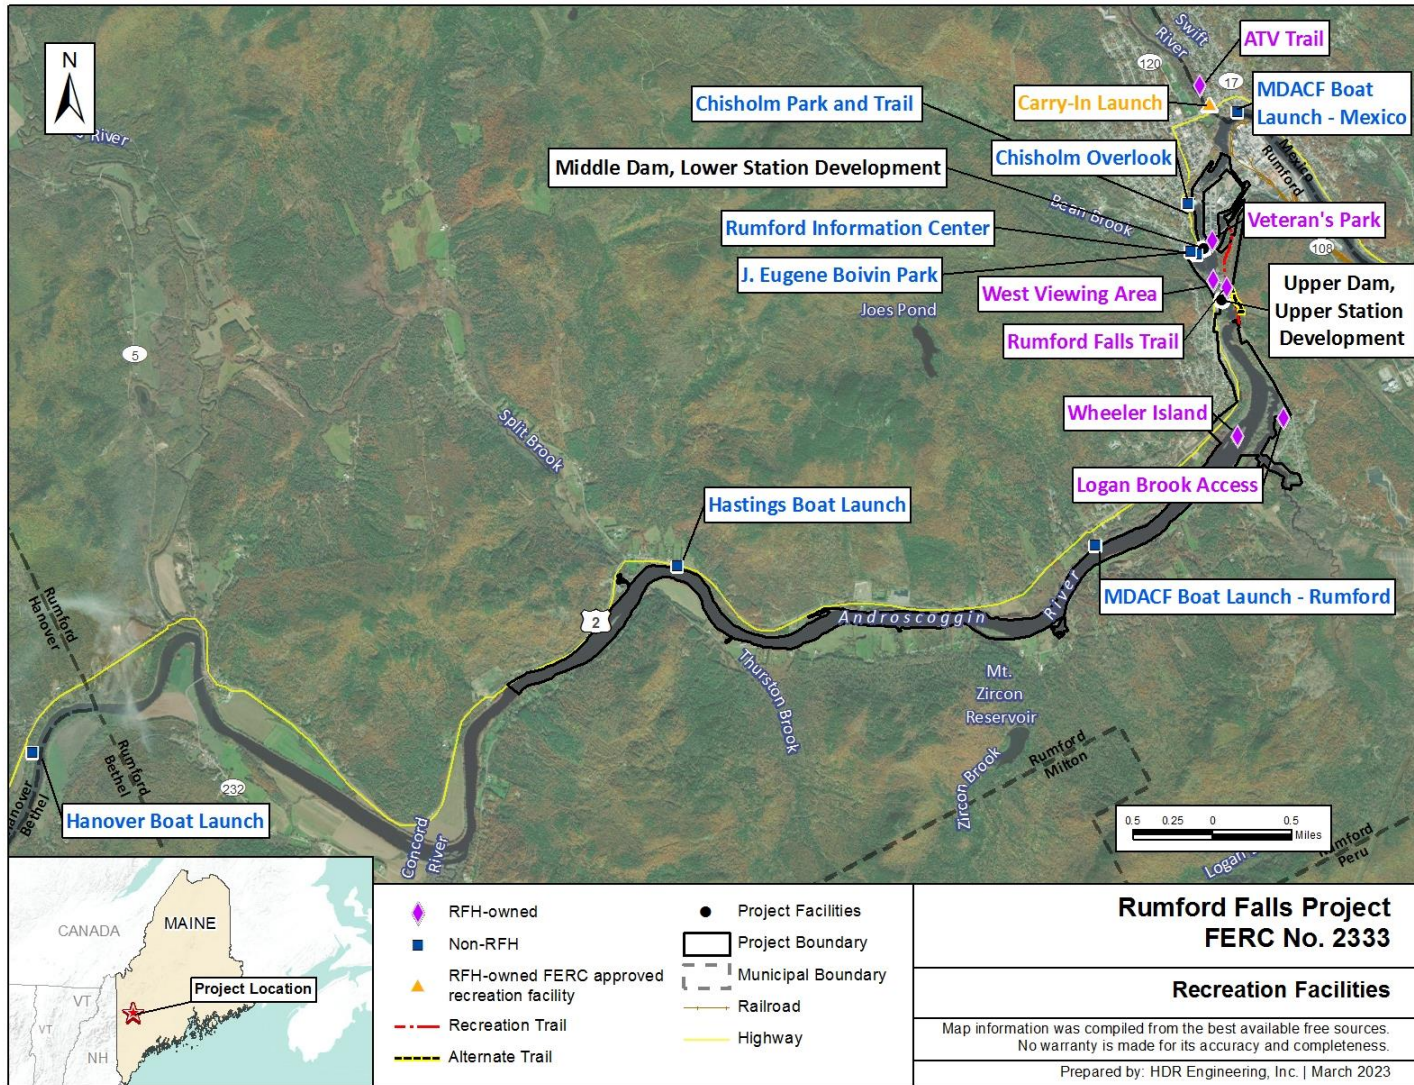 N
Swift
River
ATV Trail
120
17
Carry-In Launch
MDACF Boat
Launch - Mexico
Chisholm Park and Trail
River
Chisholm Overlook
Mexico
Rumford
Middle Dam, Lower Station Development
Bean Brook
Veteran's Park
Rumford Information Center
108
J. Eugene Boivin Park
West Viewing Area
Upper Dam,
Upper Station
Development
Joes Pond
Rumford Falls Trail
5
Wheeler Island
Split Brook
Logan Brook Access
Hastings Boat Launch
MDACF Boat Launch - Rumford
Rumford
Hanover
2
Androscoggin
River
Thurston Brook
Mt.
Zircon
Reservoir
Rumford
Milton
Rumford
Bethel
Zircon Brook
232
Hanover
Bethel
Hanover Boat Launch
Concord
River
0.5 0.25 0 0.5
Miles
Rumford
Peru
Logan
CANADA
MAINE
Project Location
VT
VT
NH
RFH-owned
Non-RFH
RFH-owned FERC approved
recreation facility
Recreation Trail
Alternate Trail
Project Facilities
Project Boundary
Municipal Boundary
Railroad
Highway
Rumford Falls Project
FERC No. 2333
Recreation Facilities
Map information was compiled from the best available free sources.
No warranty is made for its accuracy and completeness.
Prepared by: HDR Engineering, Inc. | March 2023